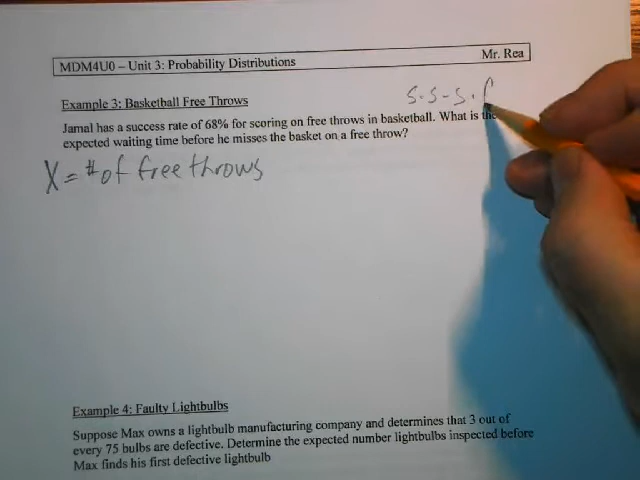 MDM4U0 – Unit 3: Probability Distributions Mr. Rea
Example 3: Basketball Free Throws
s.s-s.f
Jamal has a success rate of 68% for scoring on free throws in basketball. What is the
expected waiting time before he misses the basket on a free throw?
X = # of free throws
Example 4: Faulty Lightbulbs
Suppose Max owns a lightbulb manufacturing company and determines that 3 out of
every 75 bulbs are defective. Determine the expected number lightbulbs inspected before
Max finds his first defective lightbulb